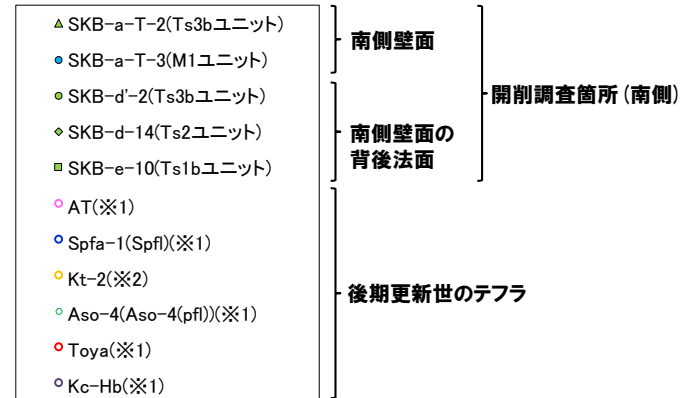 SKB-a-T-2(Ts3bユニット)
SKB-a-T-3(M1ユニット)
南側壁面
SKB-d'-2(Ts3bユニット)
SKB-d-14(Ts2ユニット)
SKB-e-10(Ts1bユニット)
南側壁面の
背後法面
開削調査箇所(南側)
AT(※1)
Spfa-1(Spfl)(※1)
Kt-2(※2)
Aso-4(Aso-4(pfl))(※1)
Toya(※1)
Kc-Hb(※1)
後期更新世のテフラ